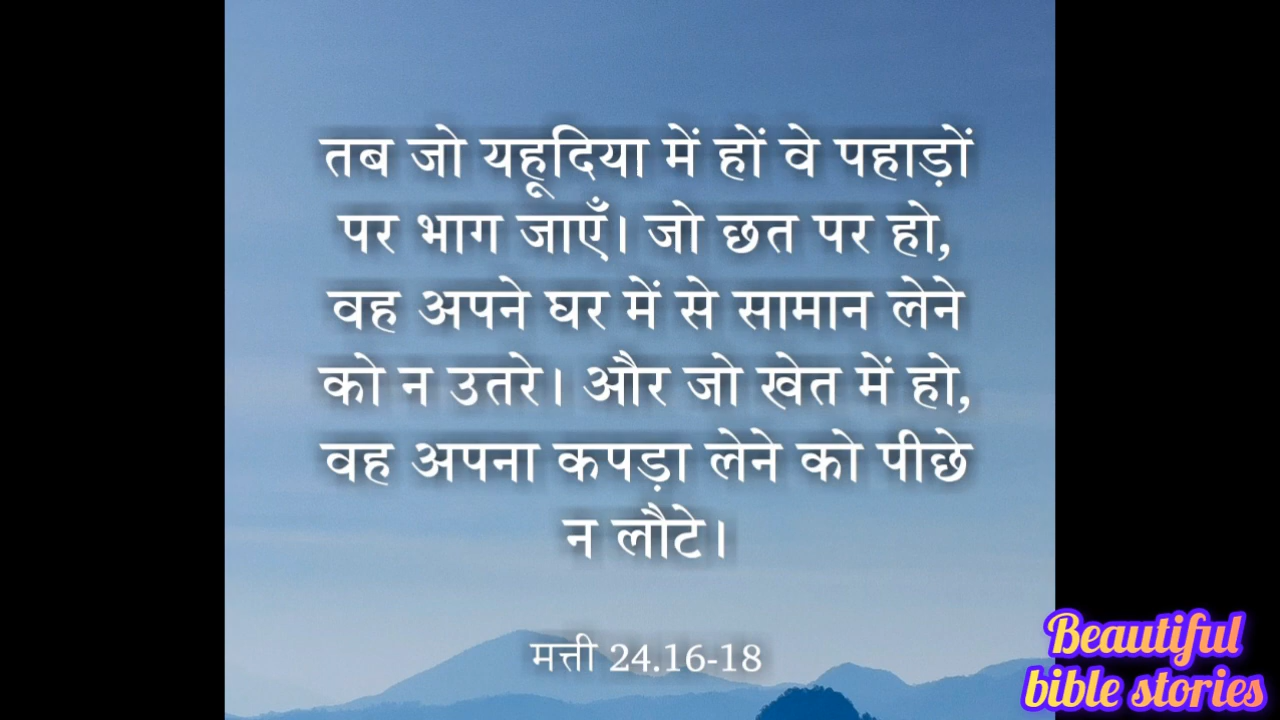 तब जो यहूदिया में हों वे पहाड़ों
पर भाग जाएँ। जो छत पर हो,
वह अपने घर में से सामान लेने
को न उतरे। और जो खेत में हो,
वह अपना कपड़ा लेने को पीछे
न लौटे।
मत्ती 24.16-18
Beautiful
bible stories